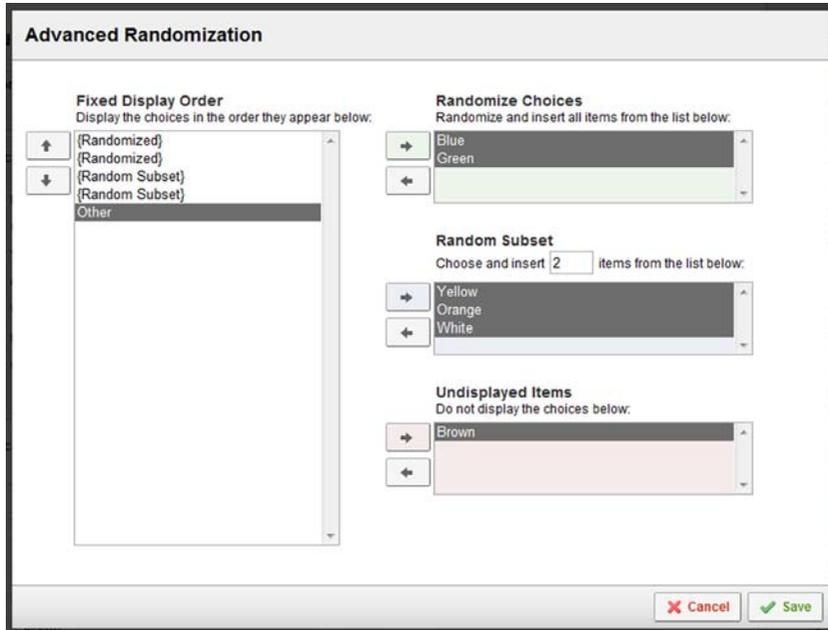 Advanced Randomization
Fixed Display Order
Display the choices in the order they appear below:
{Randomized}
{Randomized}
{Random Subset}
{Random Subset}
Other
Randomize Choices
Randomize and insert all items from the list below:
Blue
Green
Random Subset
Choose and insert 2 items from the list below:
Yellow
Orange
White
Undisplayed Items
Do not display the choices below:
Brown
Cancel
Save